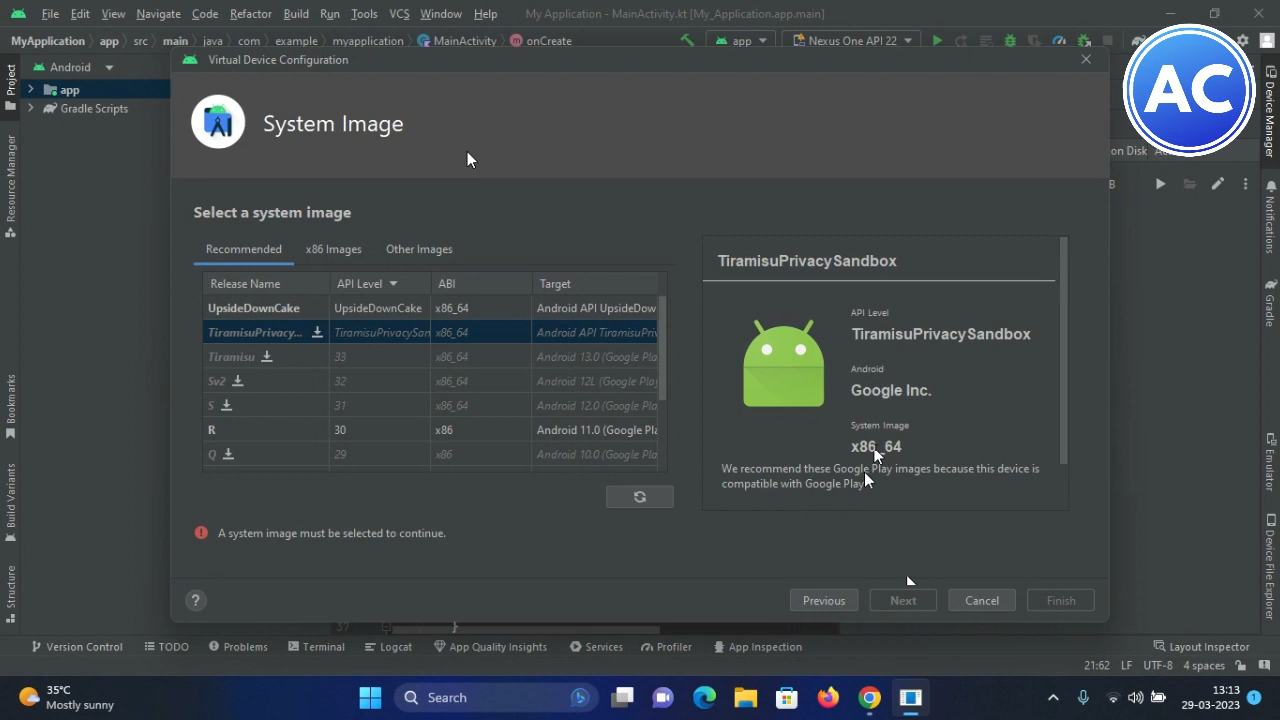 File Edit View Navigate Code Refactor Build Run Tools VCS Window Help My Application - MainActivity.kt [My_Application.app.main]
MyApplication app src main java com example myapplication MainActivity onCreate app Nexus One API 22
AC
Project
Android
app
Gradle Scripts
Resource Manager
Bookmarks
Build Variants
Structure
Virtual Device Configuration
System Image
Select a system image
Recommended x86 Images Other Images
Release Name API Level ABI Target
UpsideDownCake UpsideDownCake x86_64 Android API UpsideDow
TiramisuPrivacy... TiramisuPrivacySan x86_64 Android API TiramisuPriv
Tiramisu 33 x86_64 Android 13.0 (Google Pla
Sv2 32 x86_64 Android 12L (Google Play
S 31 x86_64 Android 12.0 (Google Pla
R 30 x86 Android 11.0 (Google Pla
Q 29 x86 Android 10.0 (Google Pla
A system image must be selected to continue.
TiramisuPrivacySandbox
API Level
TiramisuPrivacySandbox
Android
Google Inc.
System Image
x86_64
We recommend these Google Play images because this device is
compatible with Google Play
? Previous Next Cancel Finish
on Disk
B
Device Manager
Notifications
Gradle
Emulator
Device File Explorer
37 }
Version Control TODO Problems Terminal Logcat App Quality Insights Services Profiler App Inspection Layout Inspector
21:62 LF UTF-8 4 spaces
35°C
Mostly sunny
Search
13:13
29-03-2023
1